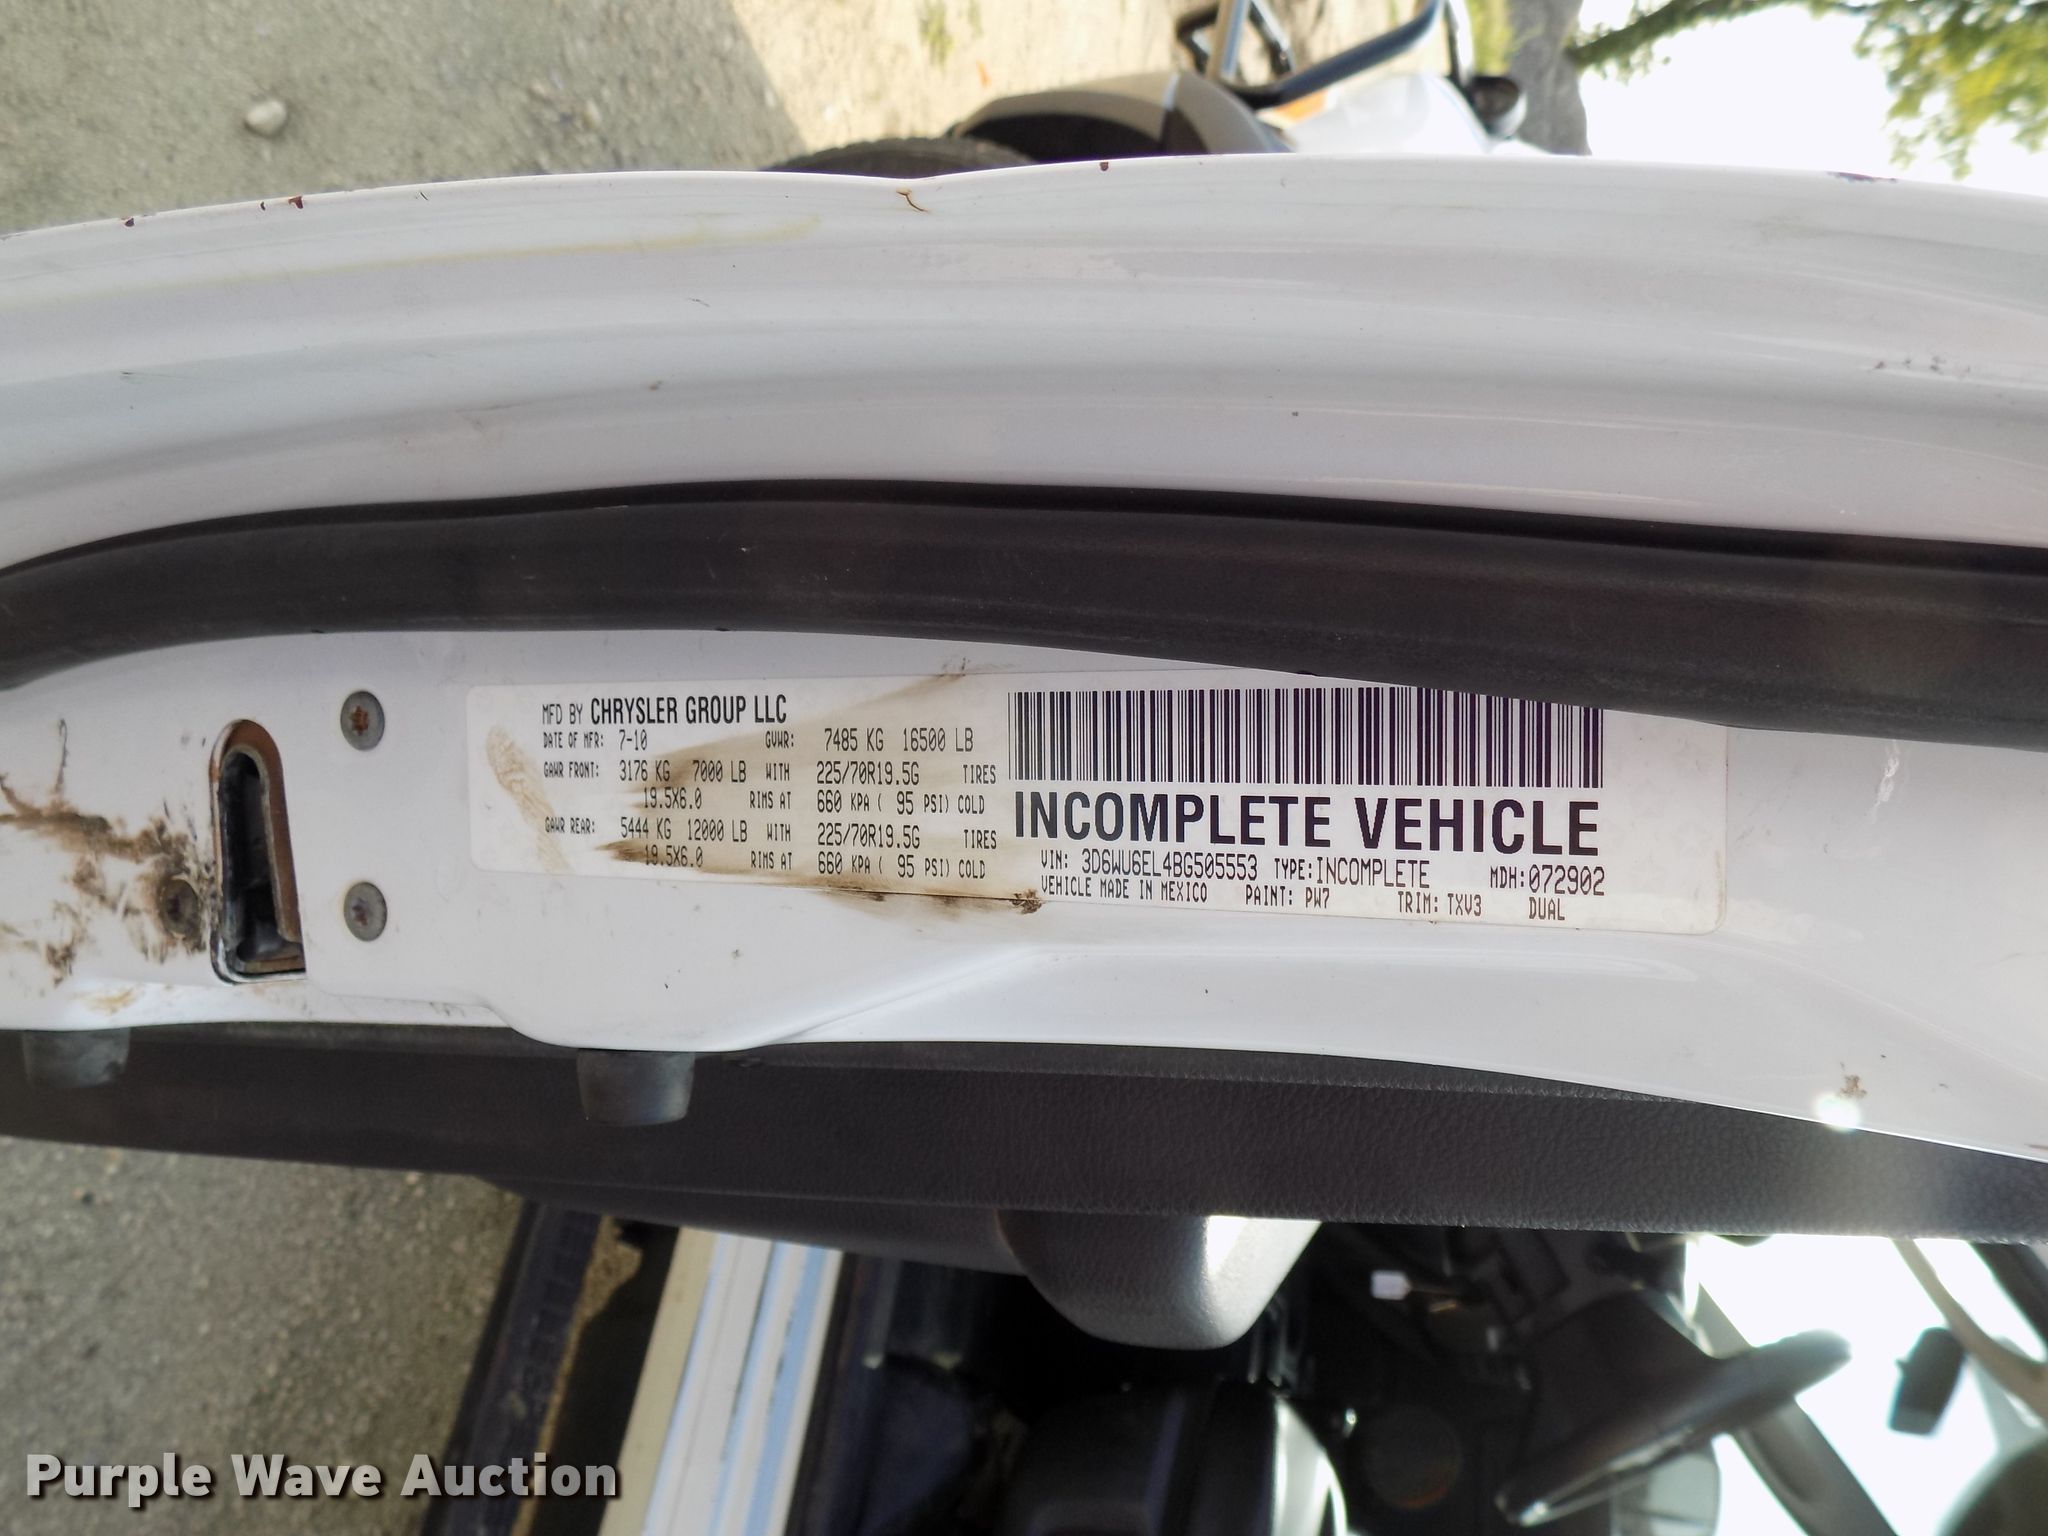 MFD BY CHRYSLER GROUP LLC
DATE OF MFR: 7-10 GVWR: 7485 KG 16500 LB
GAWR FRONT: 3176 KG 7000 LB WITH 225/70R19.5G TIRES
19.5X6.0 RIMS AT 660 KPA ( 95 PSI) COLD
GAWR REAR: 5444 KG 12000 LB WITH 225/70R19.5G TIRES
19.5X6.0 RIMS AT 660 KPA ( 95 PSI) COLD
INCOMPLETE VEHICLE
VIN: 3D6WU6EL4BG505553 TYPE: INCOMPLETE MDH: 072902
VEHICLE MADE IN MEXICO PAINT: PW7 TRIM: TXV3 DUAL
Purple Wave Auction